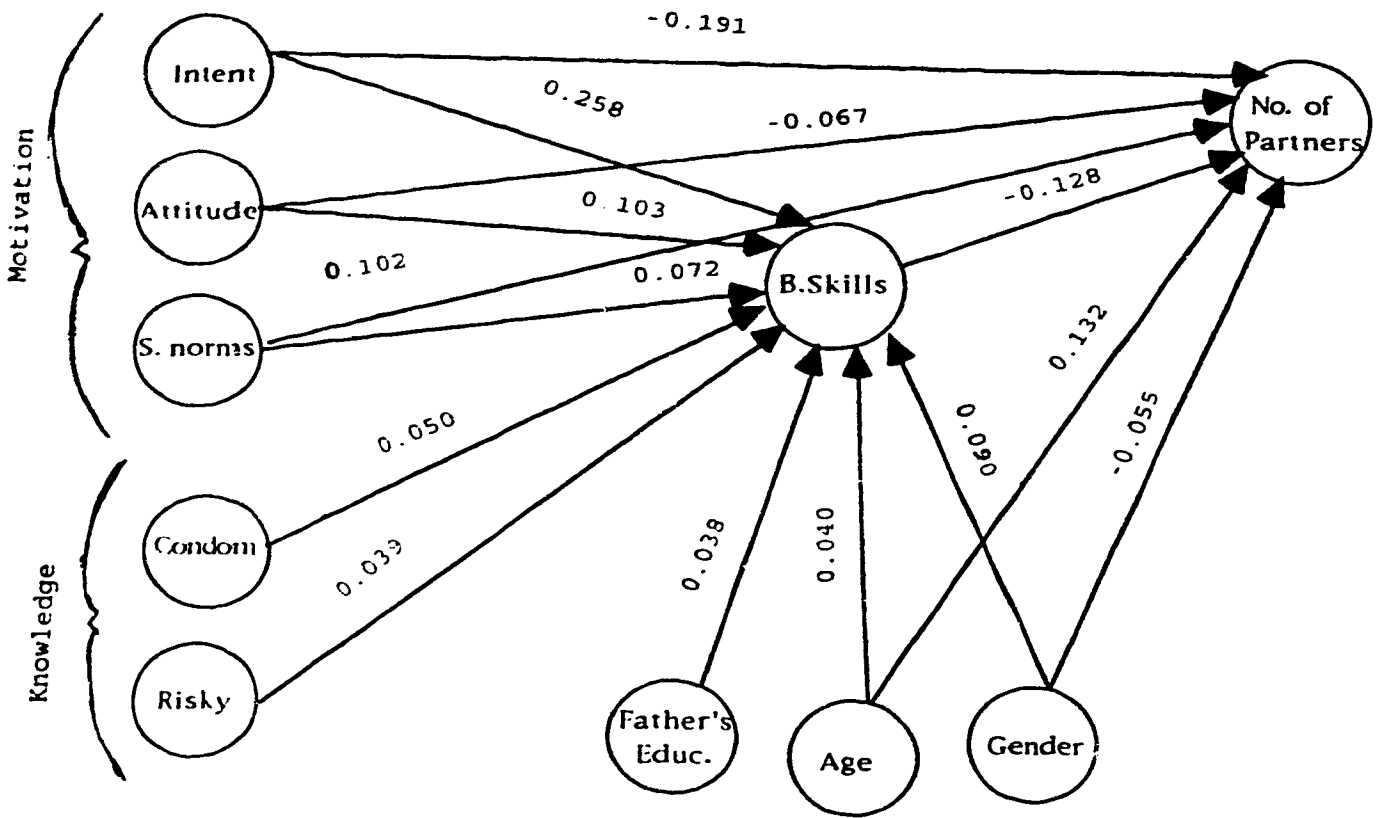 -0.191
Intent
0.258
No. of
Partners
-0.067
Motivation
Attitude
0.103
-0.128
0.102
0.072
B.Skills
S. norms
0.132
0.050
0.090
-0.055
Condom
0.039
0.038
0.040
Knowledge
Risky
Father's
Educ.
Age
Gender